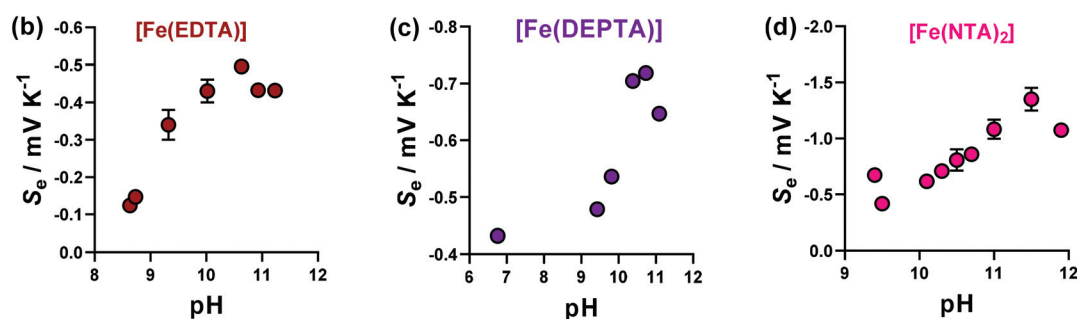 (b) [Fe(EDTA)]
Se / mV K-1
-0.6
-0.5
-0.4
-0.3
-0.2
-0.1
0.0
8 9 10 11 12
pH
(c) [Fe(DEPTA)]
Se / mV K-1
-0.8
-0.7
-0.6
-0.5
-0.4
6 7 8 9 10 11 12
pH
(d) [Fe(NTA)2]
Se / mV K-1
-2.0
-1.5
-1.0
-0.5
-0.0
9 10 11 12
pH